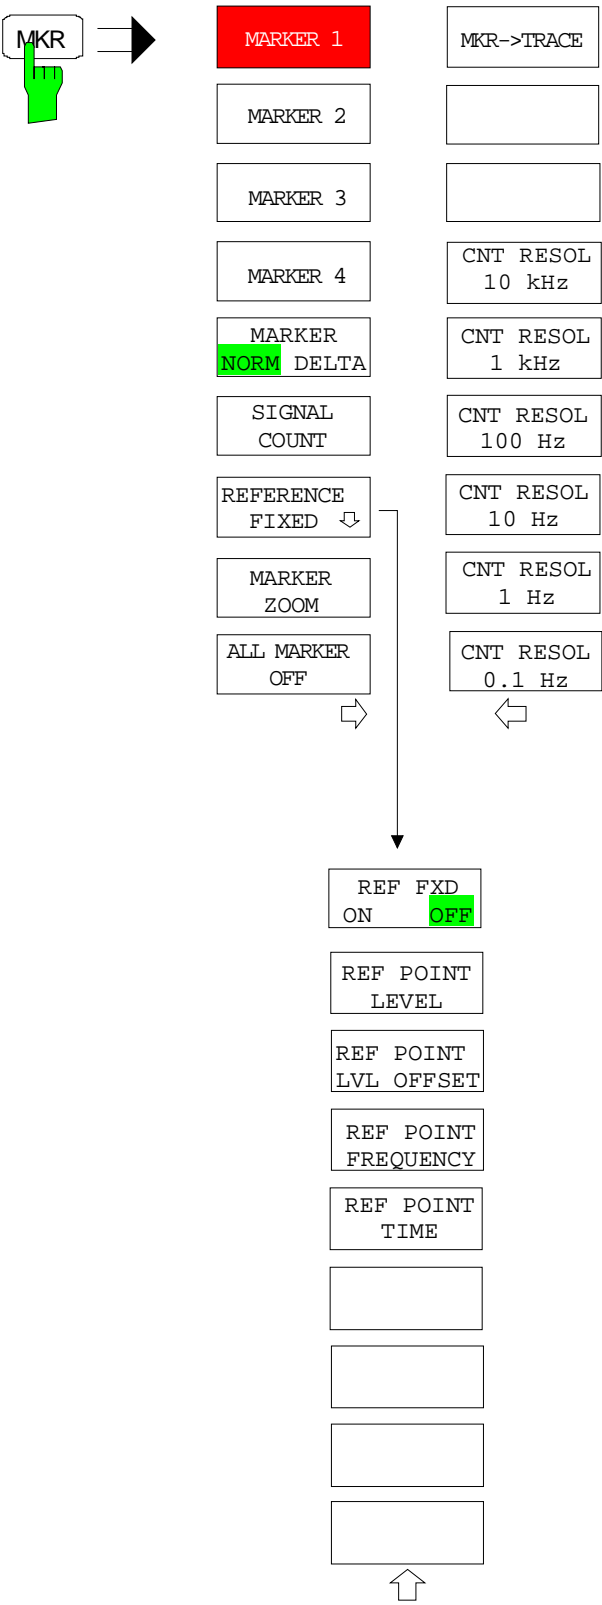 MKR
MARKER 1
MARKER 2
MARKER 3
MARKER 4
MARKER
NORM DELTA
SIGNAL
COUNT
REFERENCE
FIXED
MARKER
ZOOM
ALL MARKER
OFF
MKR->TRACE
CNT RESOL
10 kHz
CNT RESOL
1 kHz
CNT RESOL
100 Hz
CNT RESOL
10 Hz
CNT RESOL
1 Hz
CNT RESOL
0.1 Hz
REF FXD
ON OFF
REF POINT
LEVEL
REF POINT
LVL OFFSET
REF POINT
FREQUENCY
REF POINT
TIME